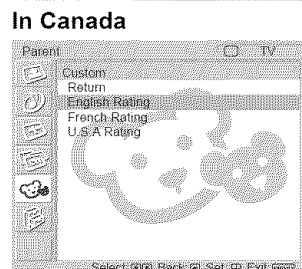 In Canada
Parent TV
Custom
Return
English Rating
French Rating
U.S.A Rating
Select Back Set Exit